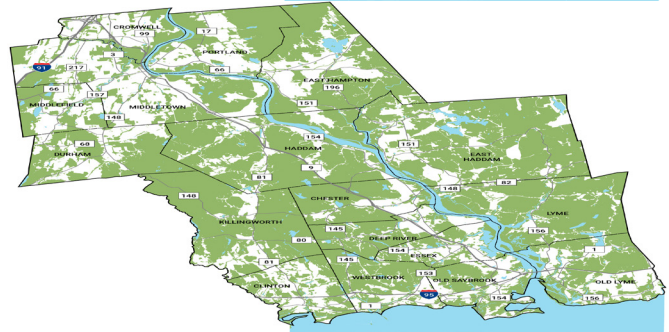 CROMWELL
99
17
PORTLAND
3
91
217
66
EAST HAMPTON
196
66
157
MIDDLEFIELD
MIDDLETOWN
151
148
154
68
HADDAM
151
DURHAM
EAST
HADDAM
9
81
82
148
148
CHESTER
LYME
KILLINGWORTH
145
156
80
DEEP RIVER
154
1
ESSEX
145
81
153
WESTBROOK
OLD SAYBROOK
CLINTON
OLD LYME
95
154
156
1